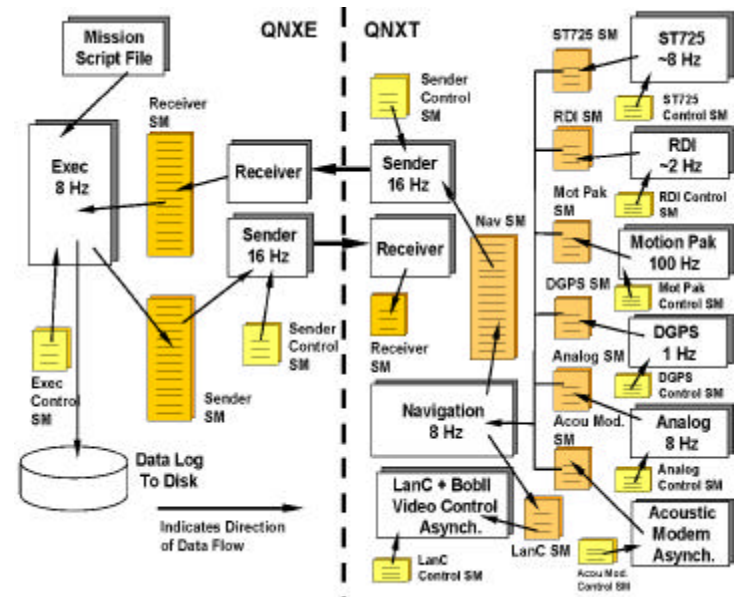 QNXE
QNXT
Mission
Script File
Receiver
SM
Exec
8 Hz
Receiver
Sender
16 Hz
Sender
Control
SM
Exec
Control
SM
Sender
SM
Data Log
To Disk
Indicates Direction
of Data Flow
Sender
Control
SM
Sender
16 Hz
Receiver
Receiver
SM
Nav SM
Navigation
8 Hz
LanC + BobII
Video Control
Asynch.
LanC
Control SM
LanC SM
ST725 SM
ST725
~8 Hz
ST725
Control SM
RDI SM
RDI
~2 Hz
RDI Control
SM
Mot Pak
SM
Motion Pak
100 Hz
Mot Pak
Control SM
DGPS SM
DGPS
1 Hz
DGPS
Control SM
Analog SM
Analog
8 Hz
Analog
Control SM
Acou Mod.
SM
Acoustic
Modem
Asynch.
Acou Mod.
Control SM